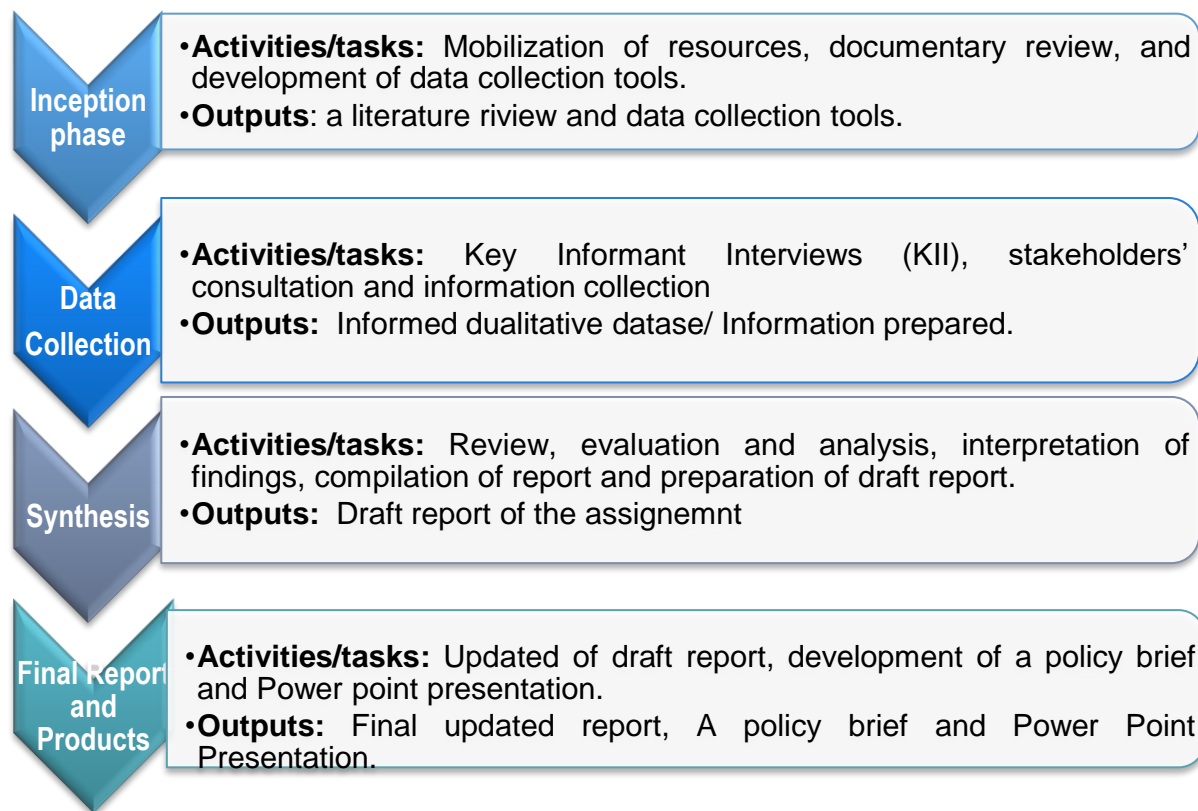 Inception
phase
•Activities/tasks: Mobilization of resources, documentary review, and
development of data collection tools.
•Outputs: a literature riview and data collection tools.
Data
Collection
•Activities/tasks: Key Informant Interviews (KII), stakeholders’
consultation and information collection
•Outputs: Informed dualitative datase/ Information prepared.
Synthesis
•Activities/tasks: Review, evaluation and analysis, interpretation of
findings, compilation of report and preparation of draft report.
•Outputs: Draft report of the assignemnt
Final Report
and
Products
•Activities/tasks: Updated of draft report, development of a policy brief
and Power point presentation.
•Outputs: Final updated report, A policy brief and Power Point
Presentation.